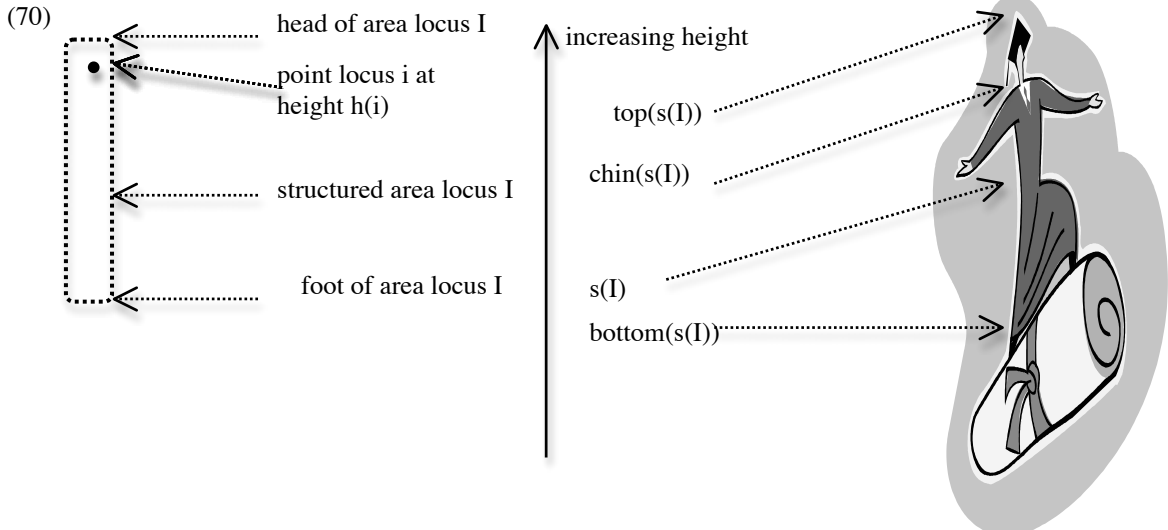 (70)
head of area locus I
point locus i at
height h(i)
structured area locus I
foot of area locus I
increasing height
top(s(I))
chin(s(I))
s(I)
bottom(s(I))